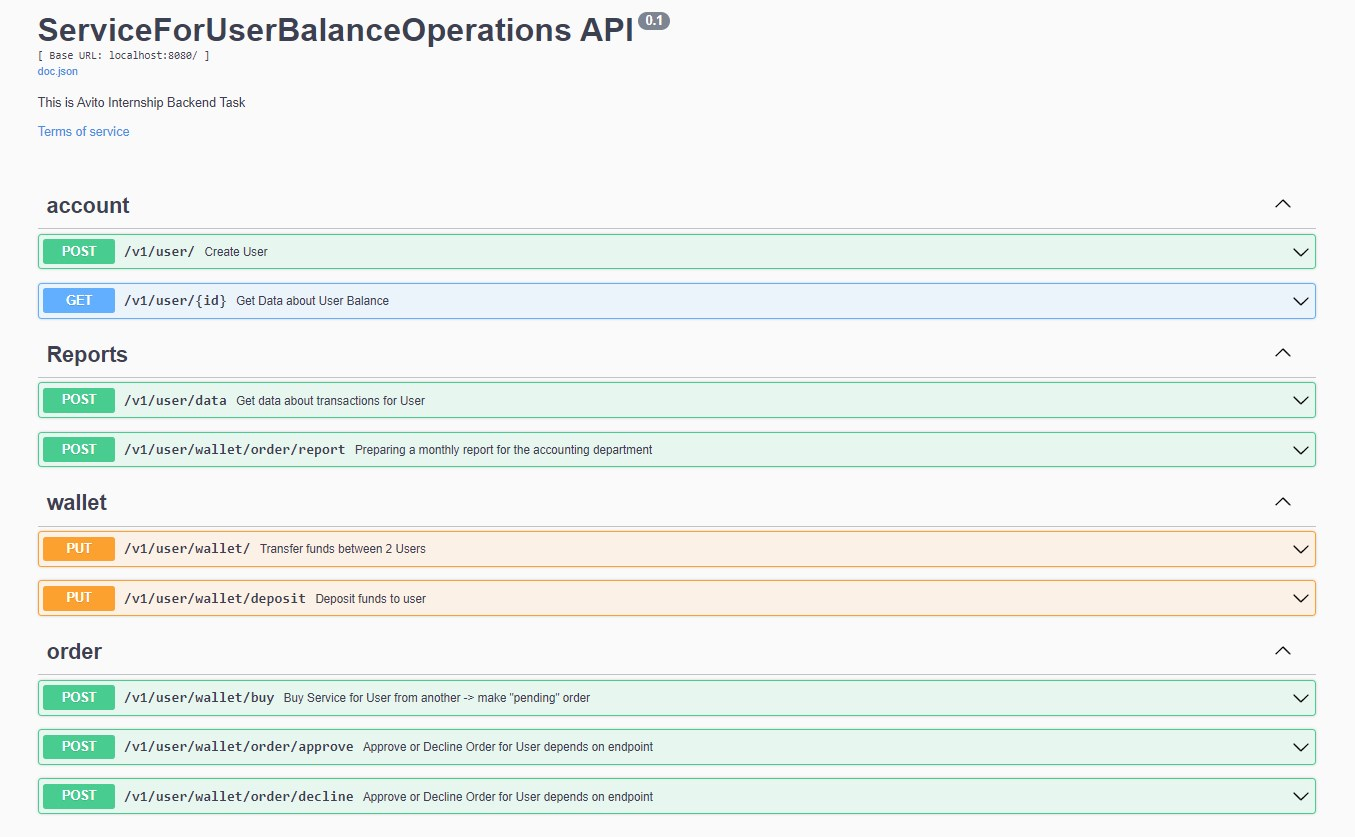 ServiceForUserBalanceOperations API 0.1
[ Base URL: localhost:8080/ ]
doc.json
This is Avito Internship Backend Task
Terms of service
account
POST /v1/user/ Create User
GET /v1/user/{id} Get Data about User Balance
Reports
POST /v1/user/data Get data about transactions for User
POST /v1/user/wallet/order/report Preparing a monthly report for the accounting department
wallet
PUT /v1/user/wallet/ Transfer funds between 2 Users
PUT /v1/user/wallet/deposit Deposit funds to user
order
POST /v1/user/wallet/buy Buy Service for User from another -> make "pending" order
POST /v1/user/wallet/order/approve Approve or Decline Order for User depends on endpoint
POST /v1/user/wallet/order/decline Approve or Decline Order for User depends on endpoint